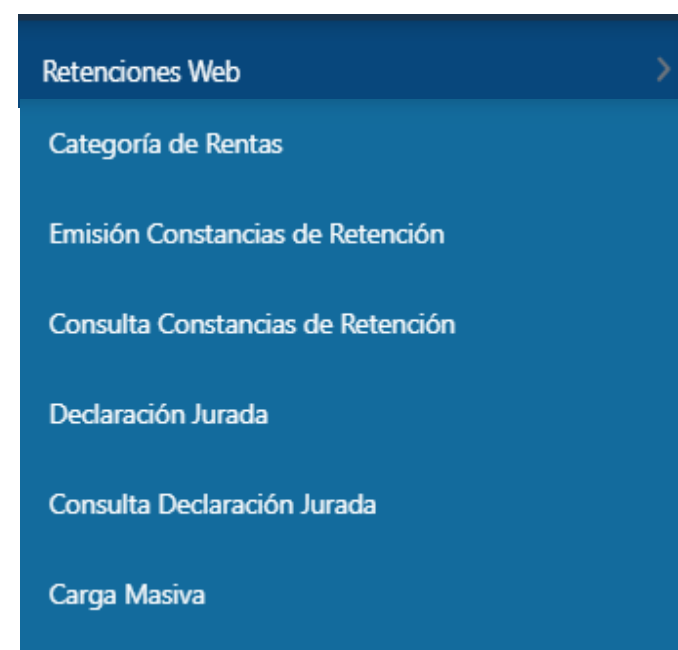 Retenciones Web
Categoría de Rentas
Emisión Constancias de Retención
Consulta Constancias de Retención
Declaración Jurada
Consulta Declaración Jurada
Carga Masiva